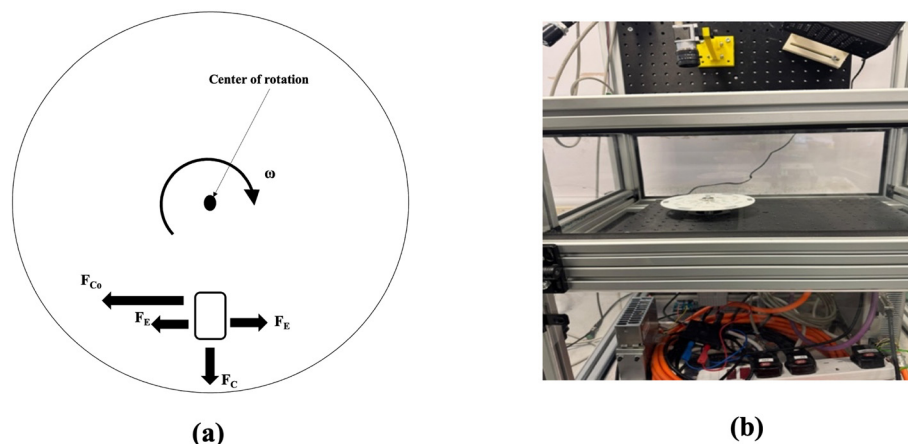 Center of rotation
ω
F_Co
F_E
F_E
F_C
(a)
(b)